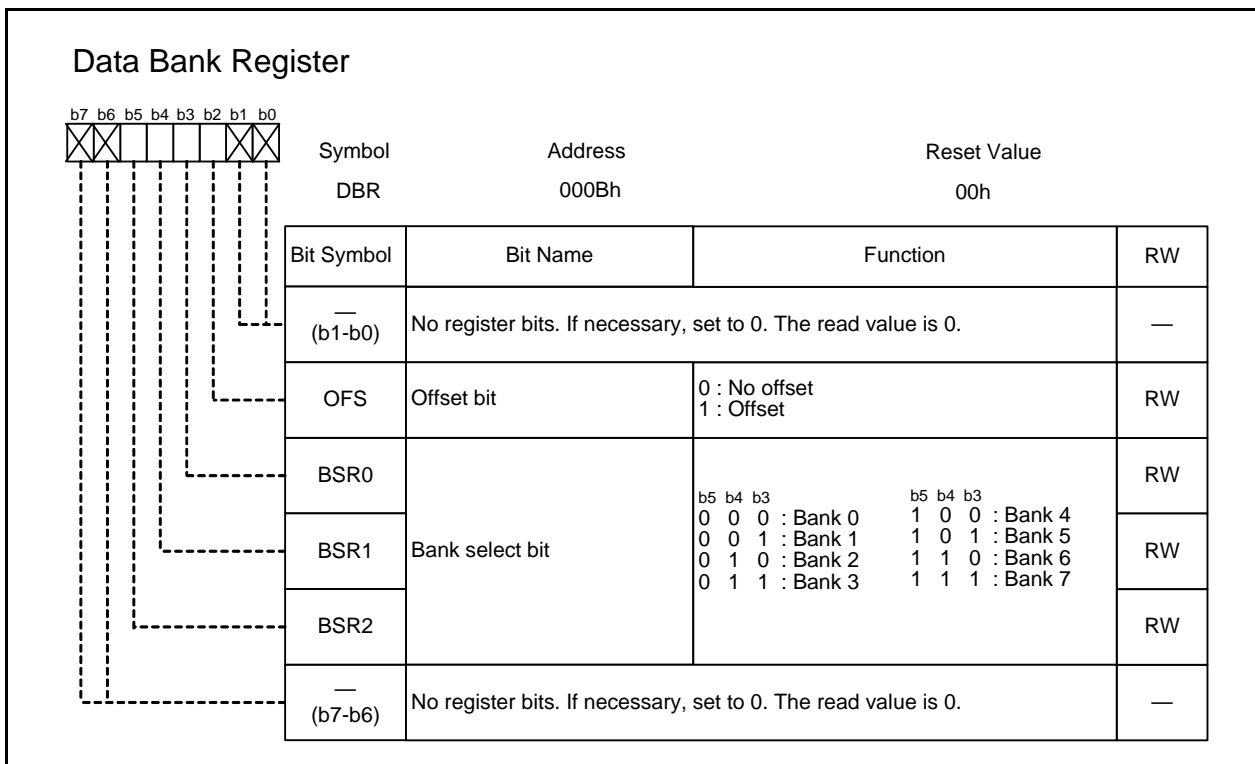 Data Bank Register
b7 b6 b5 b4 b3 b2 b1 b0
Symbol Address Reset Value
DBR 000Bh 00h
Bit Symbol Bit Name Function RW
—
(b1-b0) No register bits. If necessary, set to 0. The read value is 0. —
OFS Offset bit 0 : No offset
1 : Offset RW
BSR0 RW
BSR1 Bank select bit RW
b5 b4 b3 b5 b4 b3
0 0 0 : Bank 0 1 0 0 : Bank 4
0 0 1 : Bank 1 1 0 1 : Bank 5
0 1 0 : Bank 2 1 1 0 : Bank 6
0 1 1 : Bank 3 1 1 1 : Bank 7
BSR2 RW
—
(b7-b6) No register bits. If necessary, set to 0. The read value is 0. —